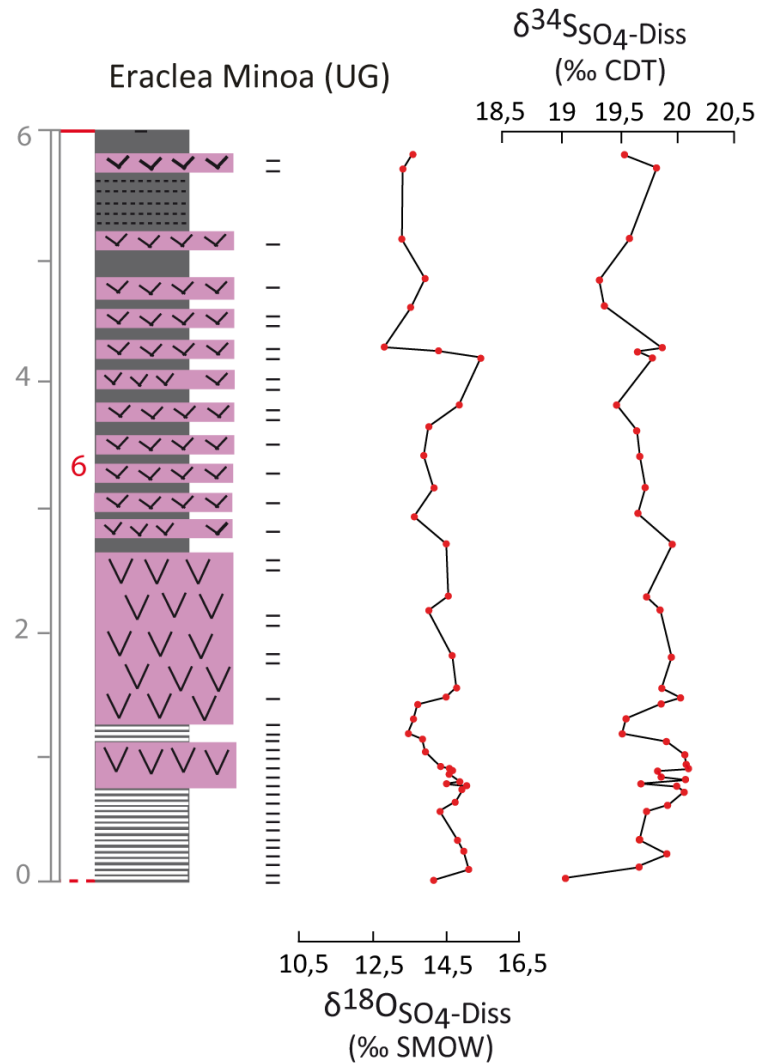 δ34SSO4-Diss
(‰ CDT)
Eraclea Minoa (UG)
18,5 19 19,5 20 20,5
6
4
6
2
0
10,5 12,5 14,5 16,5
δ18OSO4-Diss
(‰ SMOW)